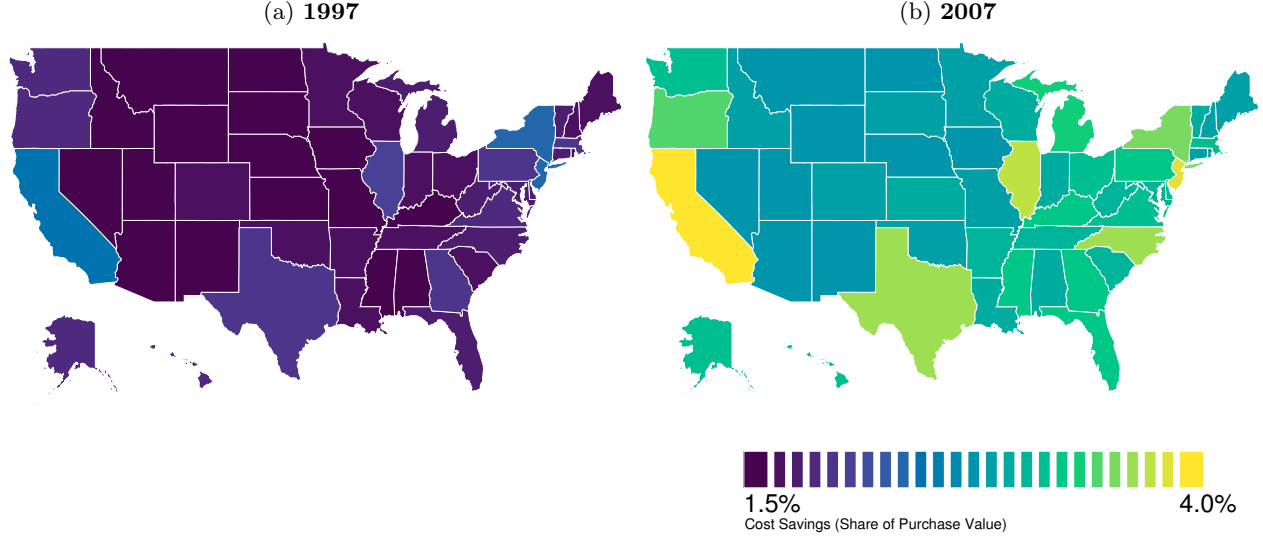 (a) 1997
(b) 2007
1.5%
4.0%
Cost Savings (Share of Purchase Value)